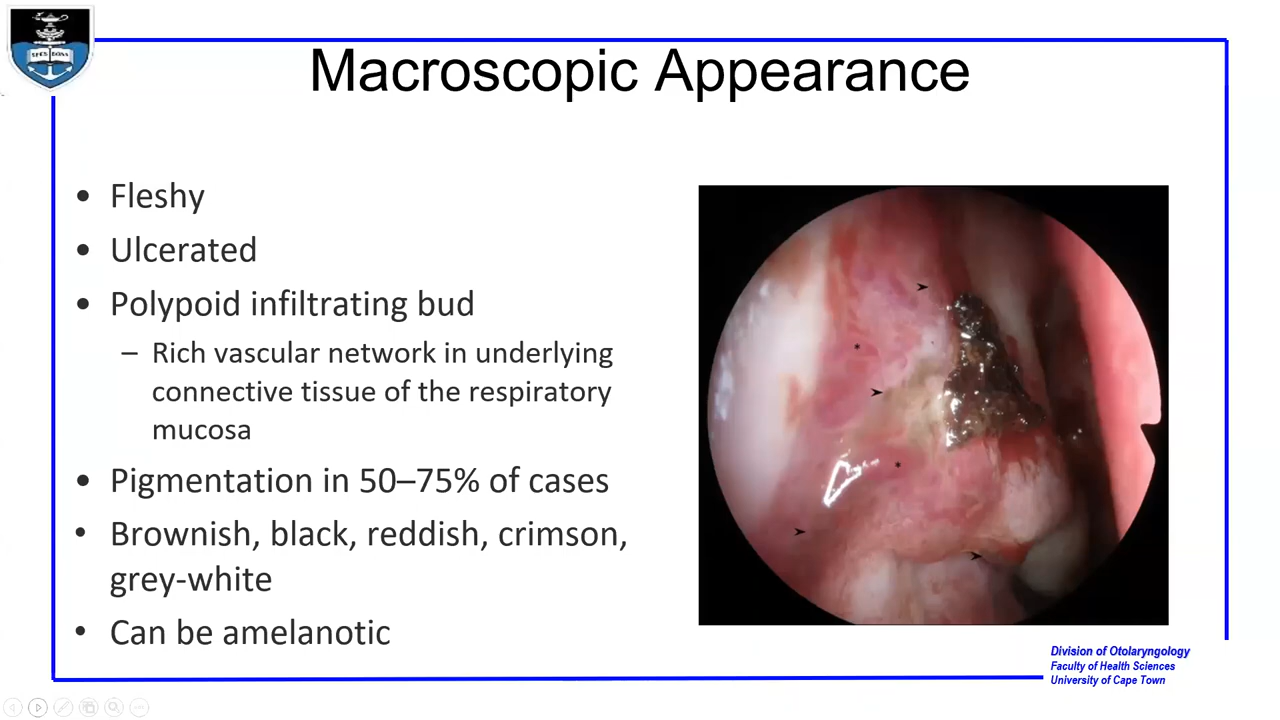 SPES BONA
Macroscopic Appearance
• Fleshy
• Ulcerated
• Polypoid infiltrating bud
– Rich vascular network in underlying
connective tissue of the respiratory
mucosa
• Pigmentation in 50–75% of cases
• Brownish, black, reddish, crimson,
grey-white
• Can be amelanotic
Division of Otolaryngology
Faculty of Health Sciences
University of Cape Town